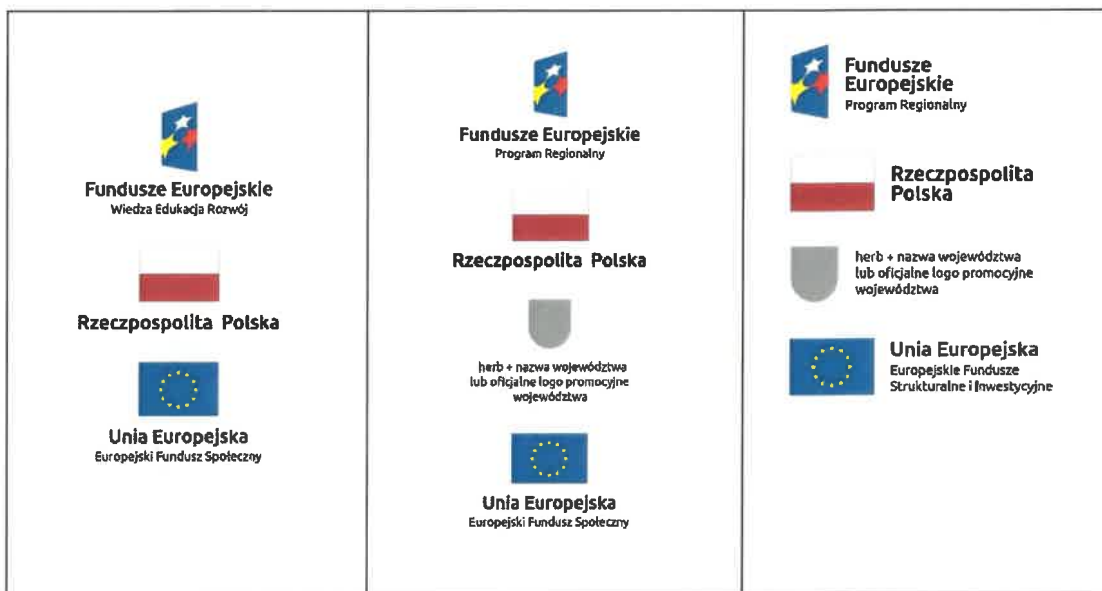 Fundusze Europejskie
Wiedza Edukacja Rozwój
Rzeczpospolita Polska
Unia Europejska
Europejski Fundusz Społeczny
Fundusze Europejskie
Program Regionalny
Rzeczpospolita Polska
herb + nazwa województwa
lub oficjalne logo promocyjne
województwa
Unia Europejska
Europejski Fundusz Społeczny
Fundusze
Europejskie
Program Regionalny
Rzeczpospolita
Polska
herb + nazwa województwa
lub oficjalne logo promocyjne
województwa
Unia Europejska
Europejskie Fundusze
Strukturalne i Inwestycyjne